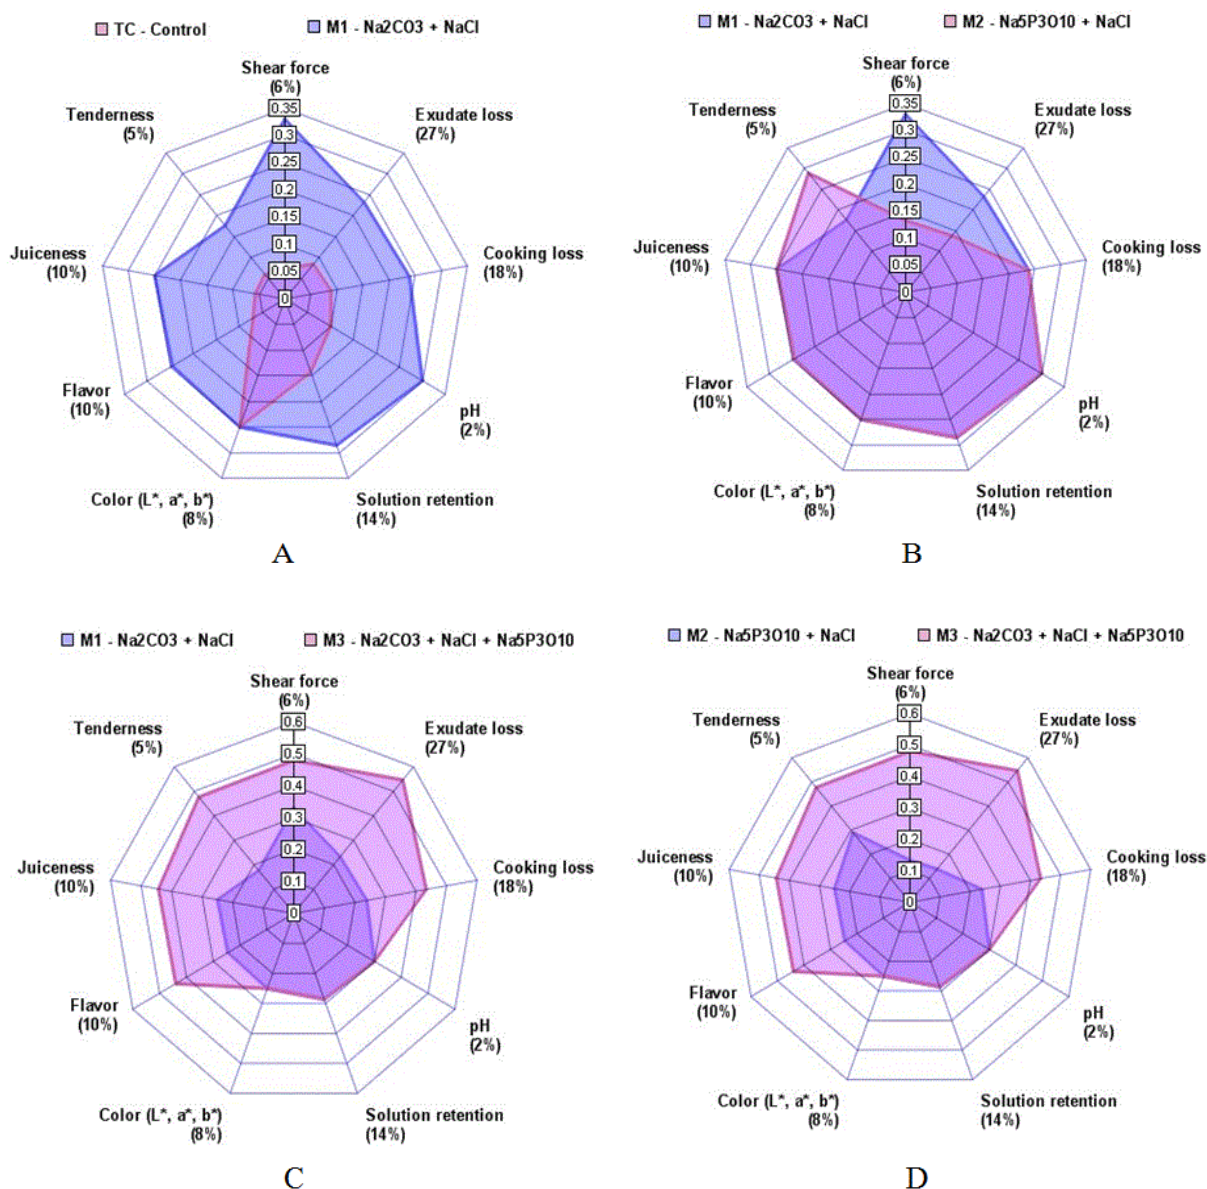 TC - Control
M1 - Na2CO3 + NaCl
Shear force
(6%)
Tenderness
(5%)
Exudate loss
(27%)
0.35
0.3
0.25
0.2
0.15
0.1
0.05
0
Juiceness
(10%)
Cooking loss
(18%)
Flavor
(10%)
pH
(2%)
Color (L*, a*, b*)
(8%)
Solution retention
(14%)
A
M1 - Na2CO3 + NaCl
M2 - Na5P3O10 + NaCl
Shear force
(6%)
Tenderness
(5%)
Exudate loss
(27%)
0.35
0.3
0.25
0.2
0.15
0.1
0.05
0
Juiceness
(10%)
Cooking loss
(18%)
Flavor
(10%)
pH
(2%)
Color (L*, a*, b*)
(8%)
Solution retention
(14%)
B
M1 - Na2CO3 + NaCl
M3 - Na2CO3 + NaCl + Na5P3O10
Shear force
(6%)
Tenderness
(5%)
Exudate loss
(27%)
0.6
0.5
0.4
0.3
0.2
0.1
0
Juiceness
(10%)
Cooking loss
(18%)
Flavor
(10%)
pH
(2%)
Color (L*, a*, b*)
(8%)
Solution retention
(14%)
C
M2 - Na5P3O10 + NaCl
M3 - Na2CO3 + NaCl + Na5P3O10
Shear force
(6%)
Tenderness
(5%)
Exudate loss
(27%)
0.6
0.5
0.4
0.3
0.2
0.1
0
Juiceness
(10%)
Cooking loss
(18%)
Flavor
(10%)
pH
(2%)
Color (L*, a*, b*)
(8%)
Solution retention
(14%)
D